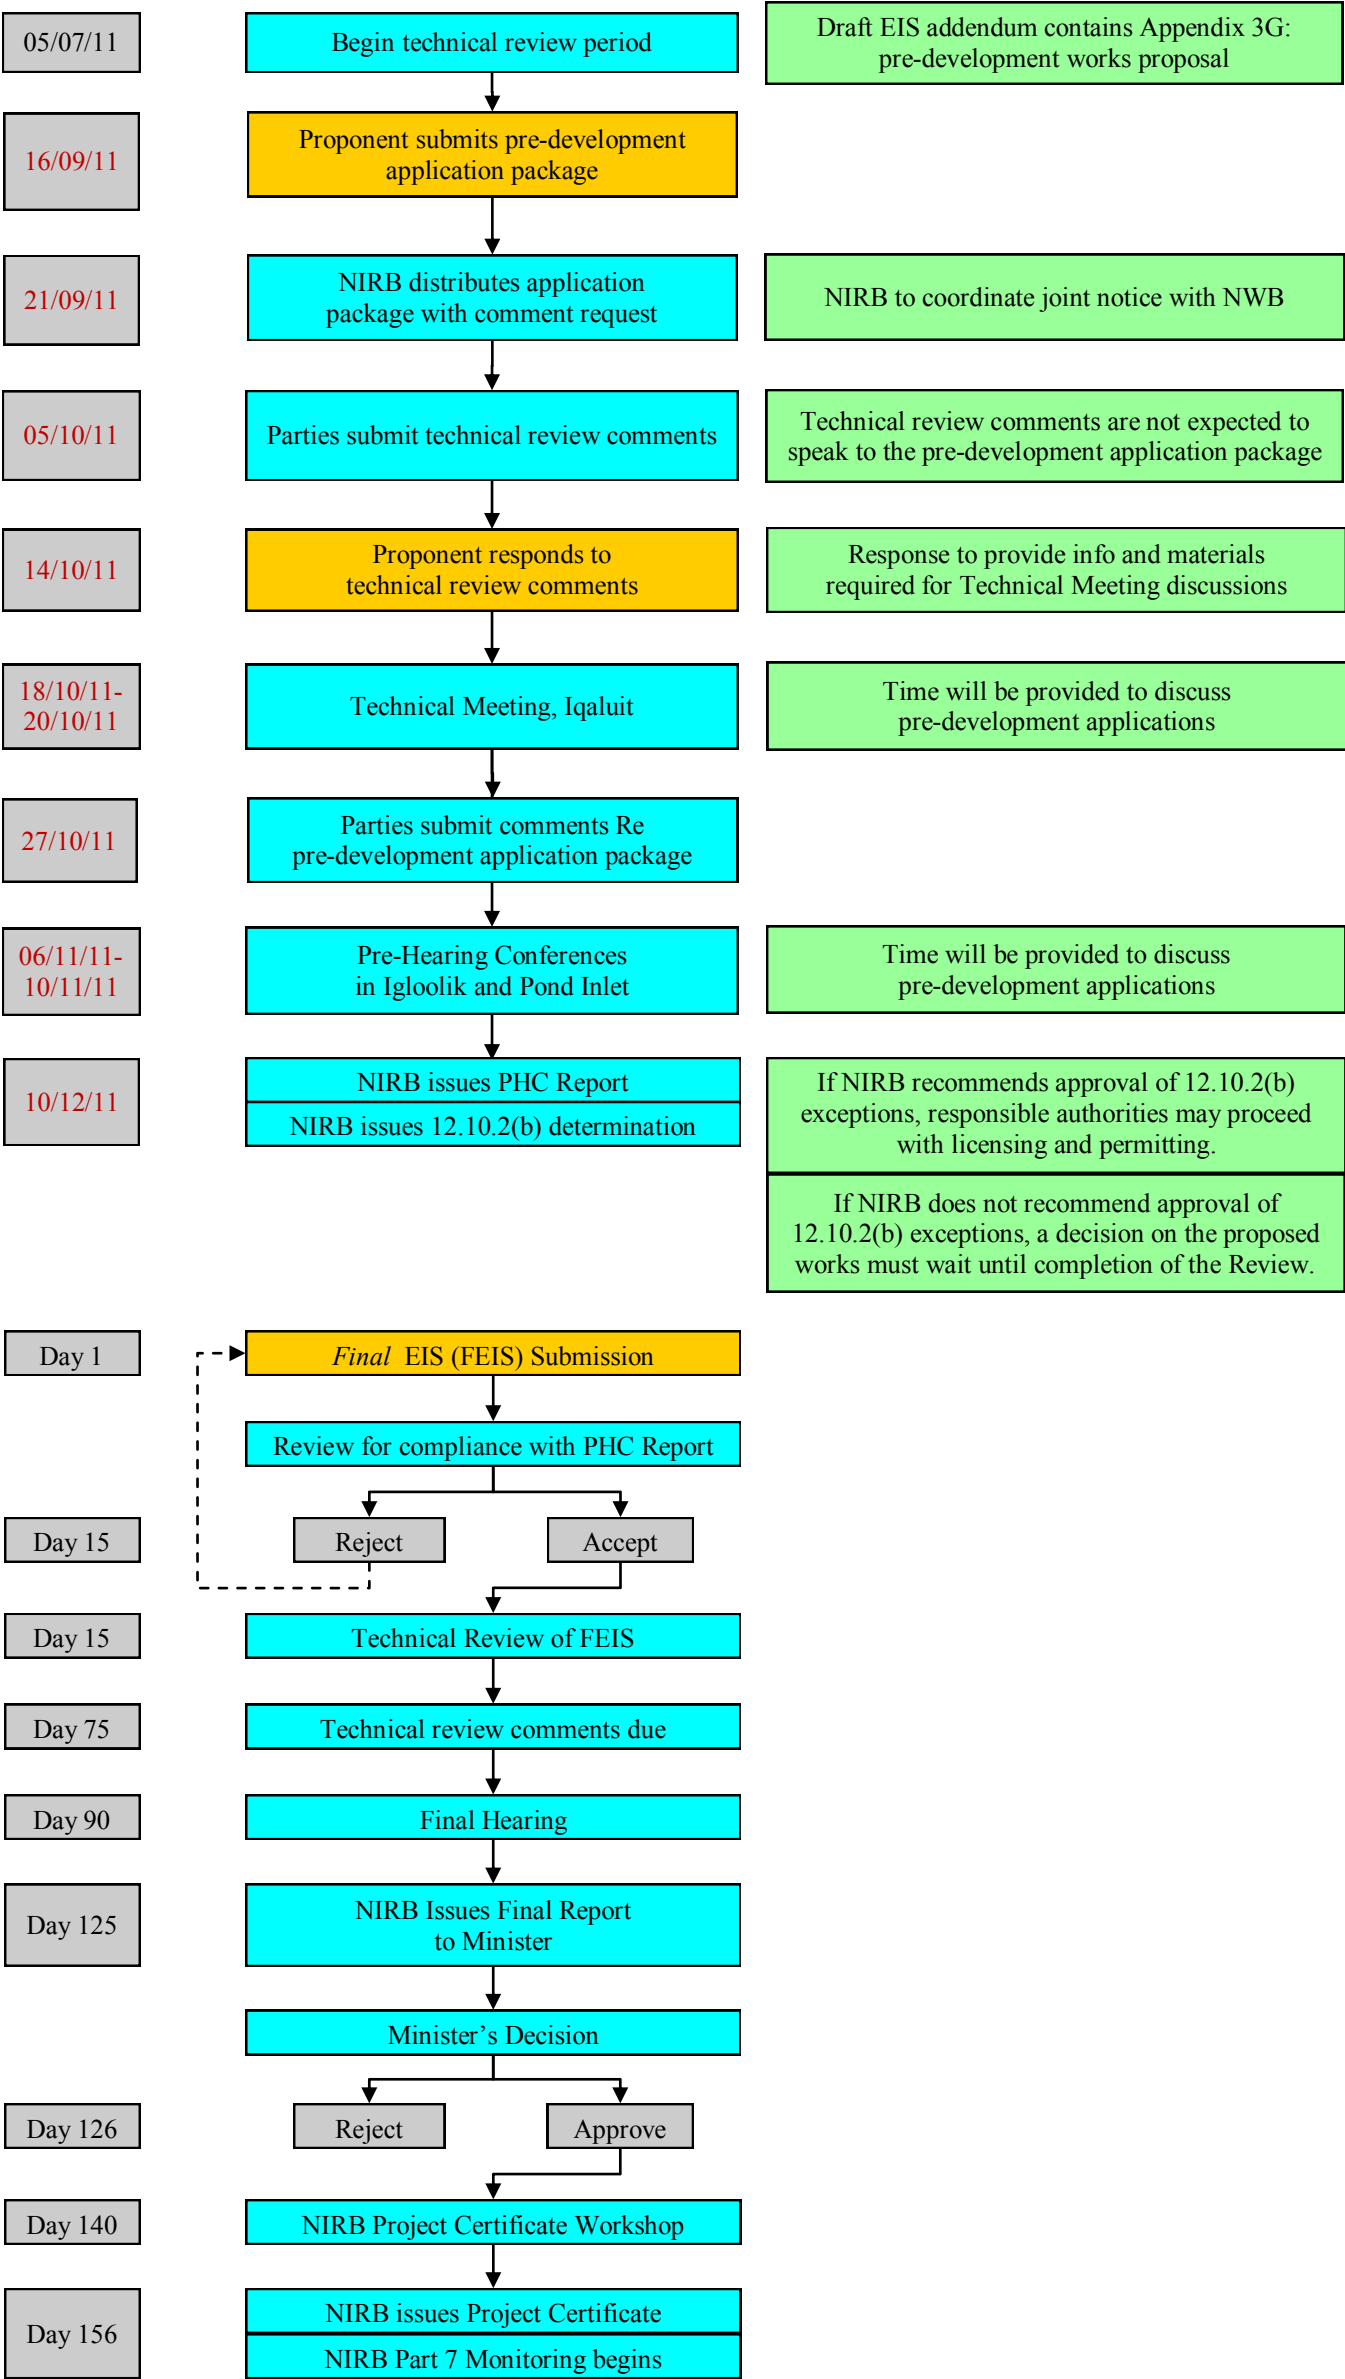 05/07/11
Begin technical review period
Draft EIS addendum contains Appendix 3G:
pre-development works proposal
16/09/11
Proponent submits pre-development
application package
21/09/11
NIRB distributes application
package with comment request
NIRB to coordinate joint notice with NWB
05/10/11
Parties submit technical review comments
Technical review comments are not expected to
speak to the pre-development application package
14/10/11
Proponent responds to
technical review comments
Response to provide info and materials
required for Technical Meeting discussions
18/10/11-
20/10/11
Technical Meeting, Iqaluit
Time will be provided to discuss
pre-development applications
27/10/11
Parties submit comments Re
pre-development application package
06/11/11-
10/11/11
Pre-Hearing Conferences
in Igloolik and Pond Inlet
Time will be provided to discuss
pre-development applications
10/12/11
NIRB issues PHC Report
NIRB issues 12.10.2(b) determination
If NIRB recommends approval of 12.10.2(b)
exceptions, responsible authorities may proceed
with licensing and permitting.
If NIRB does not recommend approval of
12.10.2(b) exceptions, a decision on the proposed
works must wait until completion of the Review.
Day 1
Final EIS (FEIS) Submission
Review for compliance with PHC Report
Day 15
Reject
Accept
Day 15
Technical Review of FEIS
Day 75
Technical review comments due
Day 90
Final Hearing
Day 125
NIRB Issues Final Report
to Minister
Minister's Decision
Day 126
Reject
Approve
Day 140
NIRB Project Certificate Workshop
Day 156
NIRB issues Project Certificate
NIRB Part 7 Monitoring begins